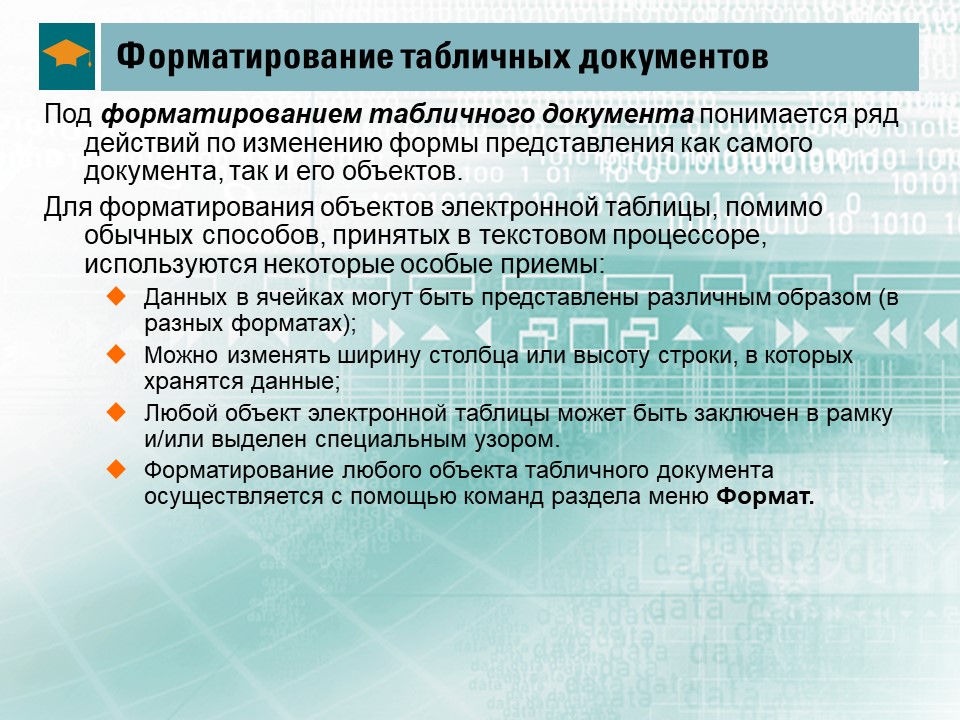 Форматирование табличных документов
Под форматированием табличного документа понимается ряд
действий по изменению формы представления как самого
документа, так и его объектов.
Для форматирования объектов электронной таблицы, помимо
обычных способов, принятых в текстовом процессоре,
используются некоторые особые приемы:
Данных в ячейках могут быть представлены различным образом (в
разных форматах);
Можно изменять ширину столбца или высоту строки, в которых
хранятся данные;
Любой объект электронной таблицы может быть заключен в рамку
и/или выделен специальным узором.
Форматирование любого объекта табличного документа
осуществляется с помощью команд раздела меню Формат.